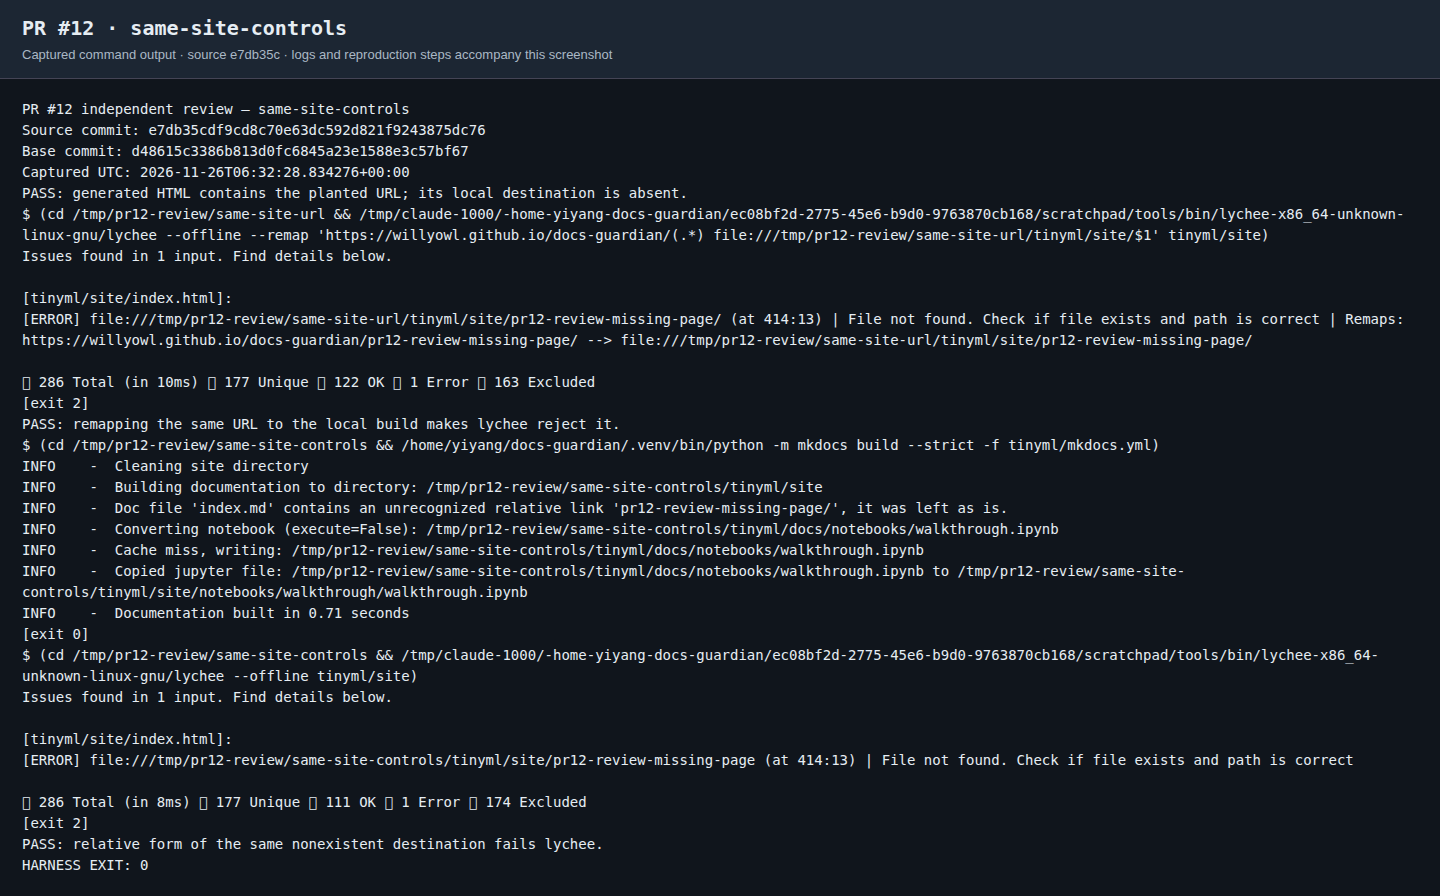 PR #12 · same-site-controls
Captured command output · source e7db35c · logs and reproduction steps accompany this screenshot
PR #12 independent review — same-site-controls
Source commit: e7db35cdf9cd8c70e63dc592d821f9243875dc76
Base commit: d48615c3386b813d0fc6845a23e1588e3c57bf67
Captured UTC: 2026-11-26T06:32:28.834276+00:00
PASS: generated HTML contains the planted URL; its local destination is absent.
$ (cd /tmp/pr12-review/same-site-url && /tmp/claude-1000/-home-yiyang-docs-guardian/ec08bf2d-2775-45e6-b9d0-9763870cb168/scratchpad/tools/bin/lychee-x86_64-unknown-
linux-gnu/lychee --offline --remap 'https://willyowl.github.io/docs-guardian/(.*) file:///tmp/pr12-review/same-site-url/tinyml/site/$1' tinyml/site)
Issues found in 1 input. Find details below.
[tinyml/site/index.html]:
[ERROR] file:///tmp/pr12-review/same-site-url/tinyml/site/pr12-review-missing-page/ (at 414:13) | File not found. Check if file exists and path is correct | Remaps:
https://willyowl.github.io/docs-guardian/pr12-review-missing-page/ --> file:///tmp/pr12-review/same-site-url/tinyml/site/pr12-review-missing-page/
286 Total (in 10ms) 177 Unique 122 OK 1 Error 163 Excluded
[exit 2]
PASS: remapping the same URL to the local build makes lychee reject it.
$ (cd /tmp/pr12-review/same-site-controls && /home/yiyang/docs-guardian/.venv/bin/python -m mkdocs build --strict -f tinyml/mkdocs.yml)
INFO    -  Cleaning site directory
INFO    -  Building documentation to directory: /tmp/pr12-review/same-site-controls/tinyml/site
INFO    -  Doc file 'index.md' contains an unrecognized relative link 'pr12-review-missing-page/', it was left as is.
INFO    -  Converting notebook (execute=False): /tmp/pr12-review/same-site-controls/tinyml/docs/notebooks/walkthrough.ipynb
INFO    -  Cache miss, writing: /tmp/pr12-review/same-site-controls/tinyml/docs/notebooks/walkthrough.ipynb
INFO    -  Copied jupyter file: /tmp/pr12-review/same-site-controls/tinyml/docs/notebooks/walkthrough.ipynb to /tmp/pr12-review/same-site-
controls/tinyml/site/notebooks/walkthrough/walkthrough.ipynb
INFO    -  Documentation built in 0.71 seconds
[exit 0]
$ (cd /tmp/pr12-review/same-site-controls && /tmp/claude-1000/-home-yiyang-docs-guardian/ec08bf2d-2775-45e6-b9d0-9763870cb168/scratchpad/tools/bin/lychee-x86_64-
unknown-linux-gnu/lychee --offline tinyml/site)
Issues found in 1 input. Find details below.
[tinyml/site/index.html]:
[ERROR] file:///tmp/pr12-review/same-site-controls/tinyml/site/pr12-review-missing-page (at 414:13) | File not found. Check if file exists and path is correct
286 Total (in 8ms) 177 Unique 111 OK 1 Error 174 Excluded
[exit 2]
PASS: relative form of the same nonexistent destination fails lychee.
HARNESS EXIT: 0